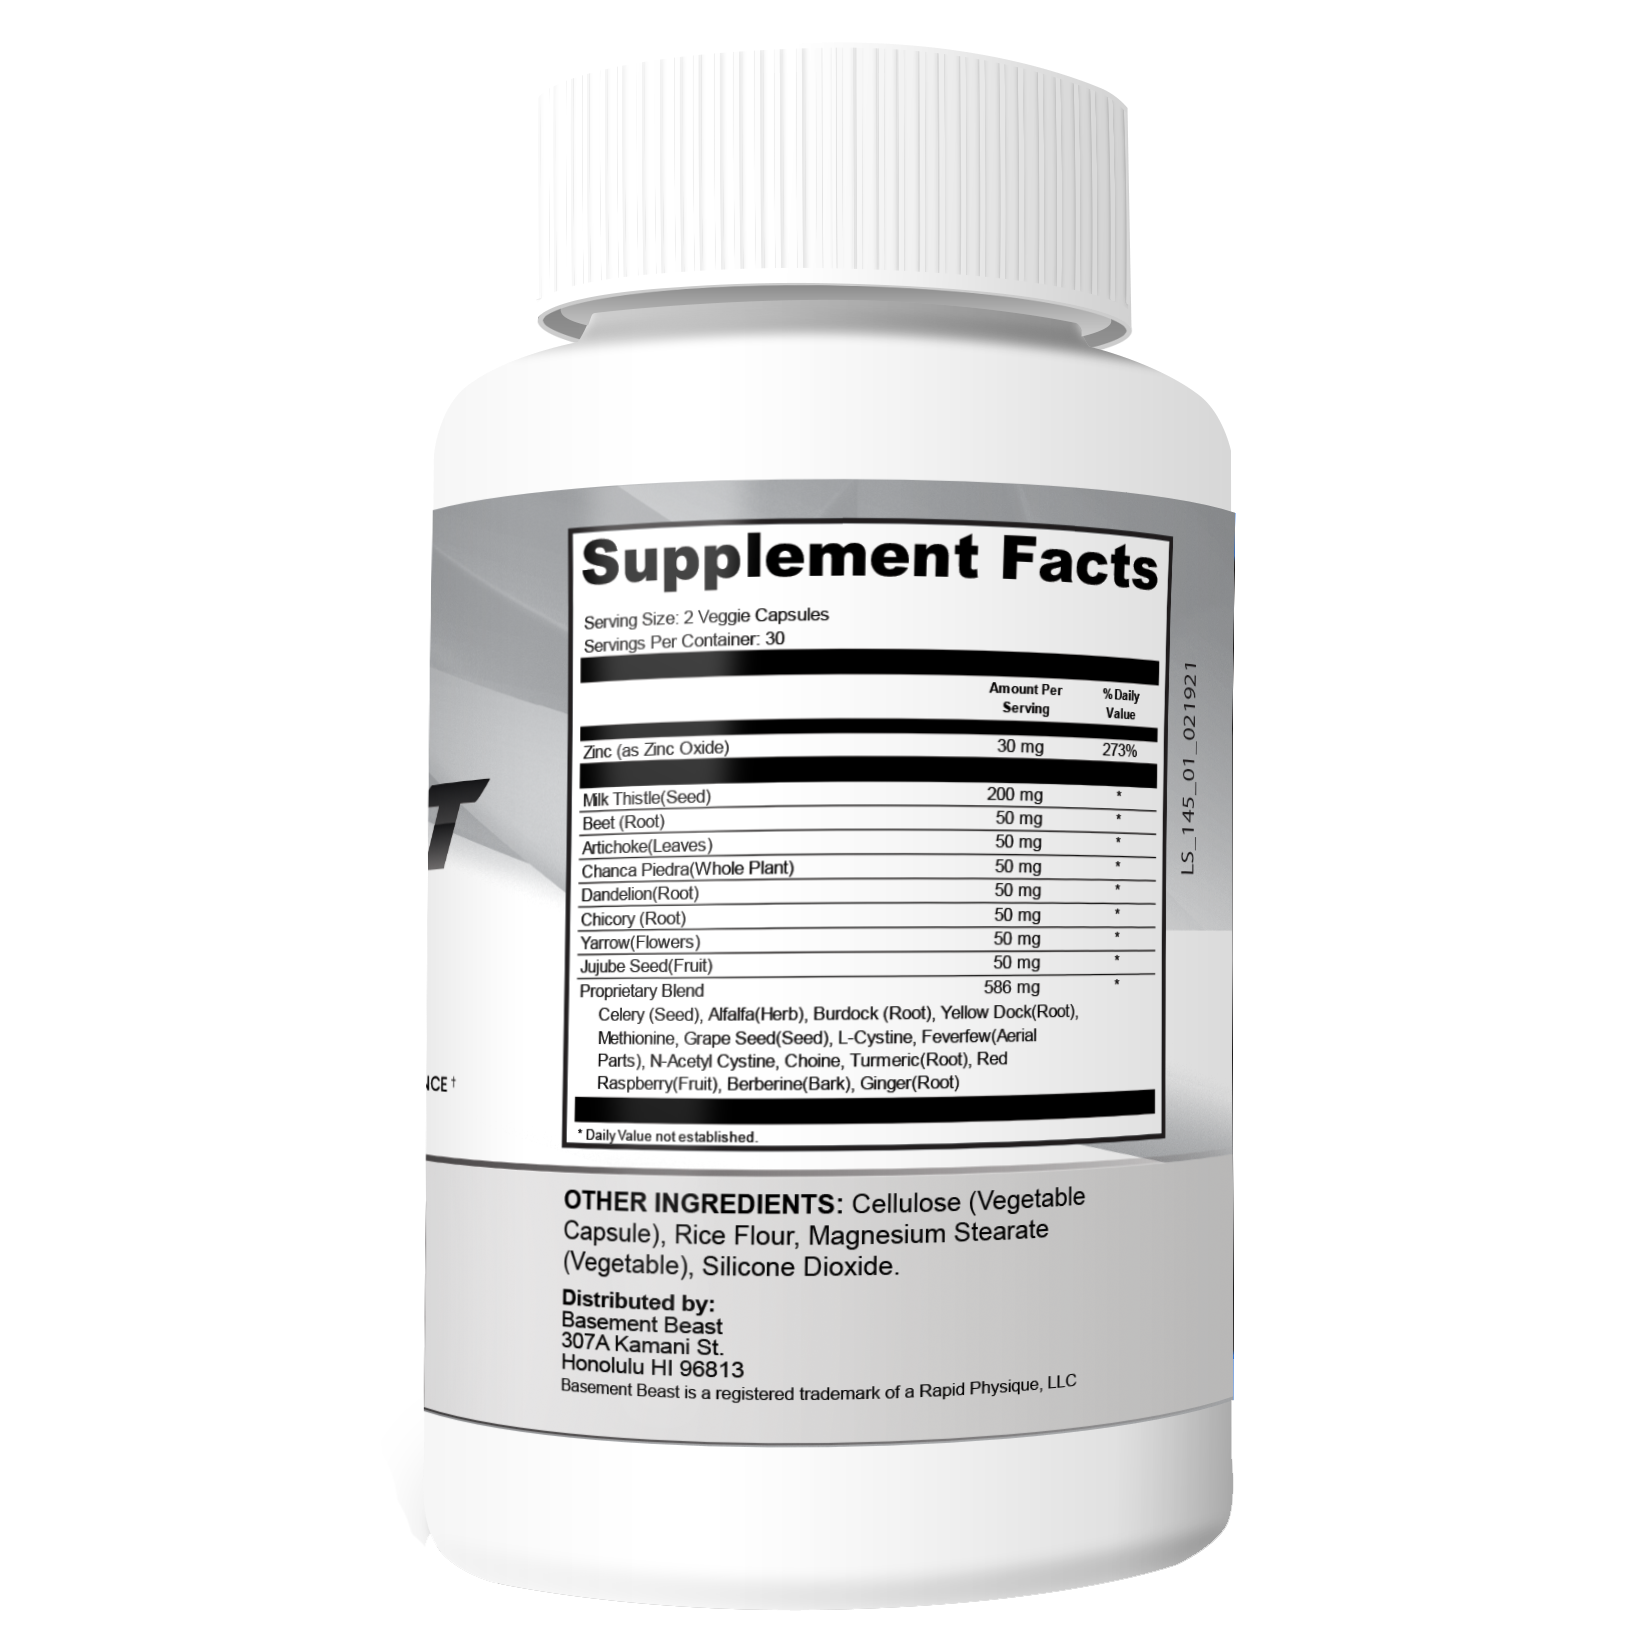 Supplement Facts
Serving Size: 2 Veggie Capsules
Servings Per Container: 30
Amount Per Serving % Daily Value
Zinc (as Zinc Oxide) 30 mg 273%
Milk Thistle(Seed) 200 mg *
Beet (Root) 50 mg *
Artichoke(Leaves) 50 mg *
Chanca Piedra(Whole Plant) 50 mg *
Dandelion(Root) 50 mg *
Chicory (Root) 50 mg *
Yarrow(Flowers) 50 mg *
Jujube Seed(Fruit) 50 mg *
Proprietary Blend 586 mg *
Celery (Seed), Alfalfa(Herb), Burdock (Root), Yellow Dock(Root),
Methionine, Grape Seed(Seed), L-Cystine, Feverfew(Aerial
Parts), N-Acetyl Cystine, Choine, Turmeric(Root), Red
Raspberry(Fruit), Berberine(Bark), Ginger(Root)
* Daily Value not established.
LS_145_01_021921
T
NCE †
OTHER INGREDIENTS: Cellulose (Vegetable
Capsule), Rice Flour, Magnesium Stearate
(Vegetable), Silicone Dioxide.
Distributed by:
Basement Beast
307A Kamani St.
Honolulu HI 96813
Basement Beast is a registered trademark of a Rapid Physique, LLC